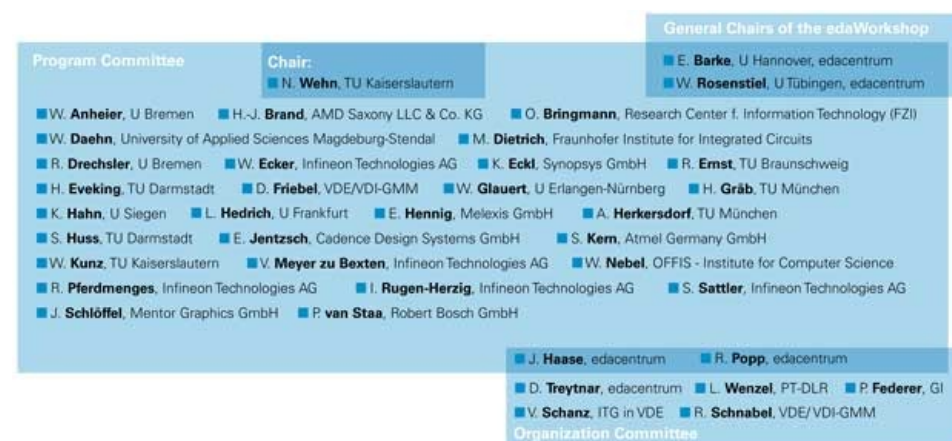 General Chairs of the edaWorkshop
E. Barke, U Hannover, edacentrum
W. Rosenstiel, U Tübingen, edacentrum
Program Committee
Chair:
N. Wehn, TU Kaiserslautern
W. Anheier, U Bremen H.-J. Brand, AMD Saxony LLC & Co. KG O. Bringmann, Research Center f. Information Technology (FZI)
W. Daehn, University of Applied Sciences Magdeburg-Stendal M. Dietrich, Fraunhofer Institute for Integrated Circuits
R. Drechsler, U Bremen W. Ecker, Infineon Technologies AG K. Eckl, Synopsys GmbH R. Ernst, TU Braunschweig
H. Eveking, TU Darmstadt D. Friebel, VDE/VDI-GMM W. Glauert, U Erlangen-Nürnberg H. Gräb, TU München
K. Hahn, U Siegen L. Hedrich, U Frankfurt E. Hennig, Melexis GmbH A. Herkersdorf, TU München
S. Huss, TU Darmstadt E. Jentzsch, Cadence Design Systems GmbH S. Kern, Atmel Germany GmbH
W. Kunz, TU Kaiserslautern V. Meyer zu Bexten, Infineon Technologies AG W. Nebel, OFFIS - Institute for Computer Science
R. Pferdmenges, Infineon Technologies AG I. Rugen-Herzig, Infineon Technologies AG S. Sattler, Infineon Technologies AG
J. Schlöffel, Mentor Graphics GmbH P. van Staa, Robert Bosch GmbH
J. Haase, edacentrum R. Popp, edacentrum
D. Treytnar, edacentrum L. Wenzel, PT-DLR P. Federer, GI
V. Schanz, ITG in VDE R. Schnabel, VDE/VDI-GMM
Organization Committee